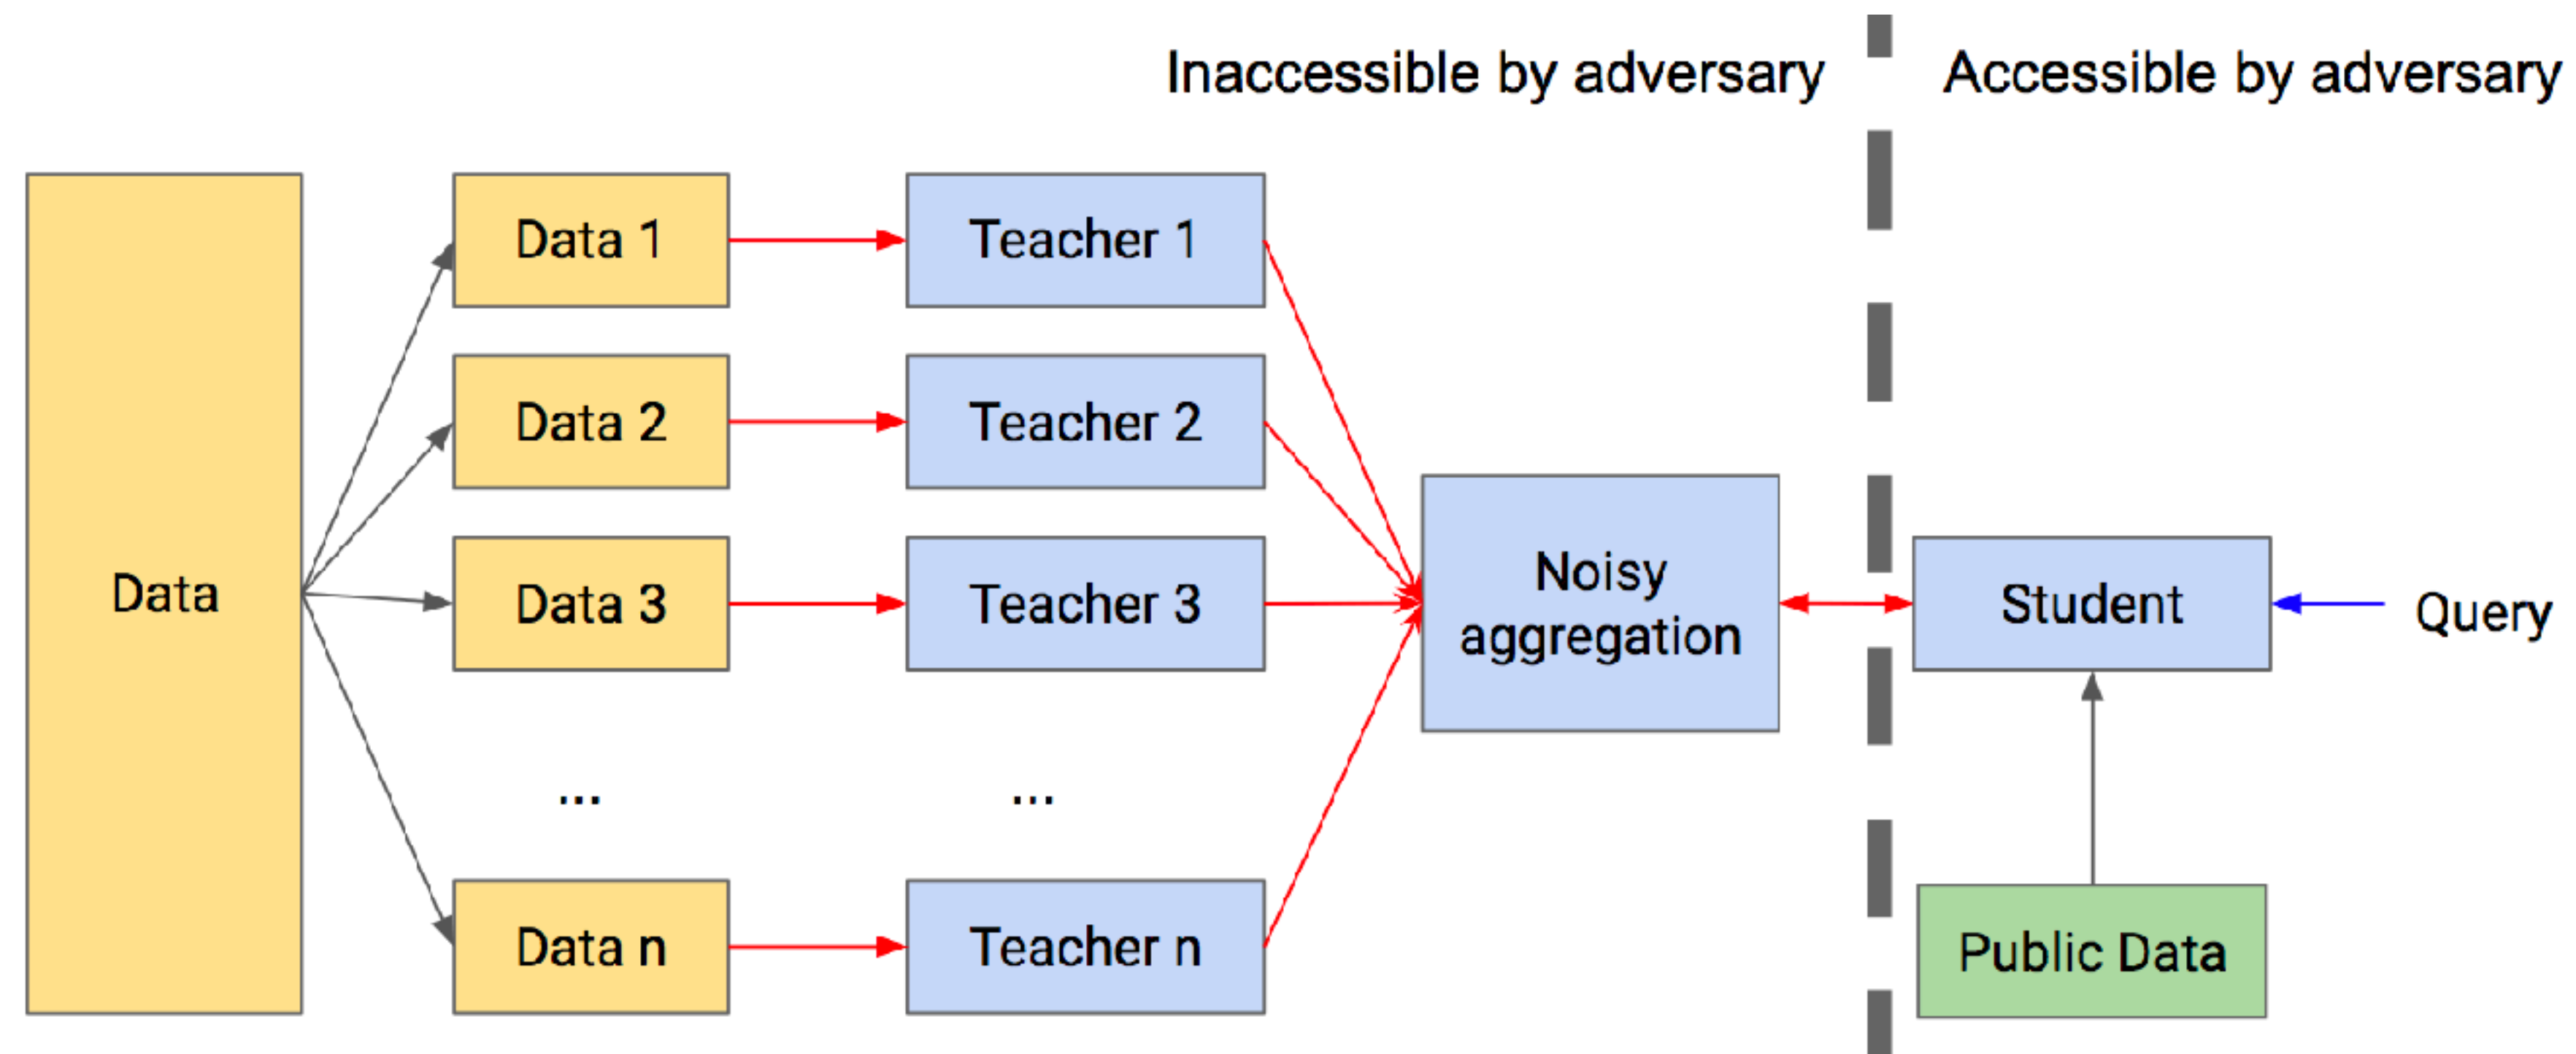 Inaccessible by adversary
Accessible by adversary
Data
Data 1
Teacher 1
Data 2
Teacher 2
Data 3
Teacher 3
...
...
Data n
Teacher n
Noisy
aggregation
Student
Query
Public Data